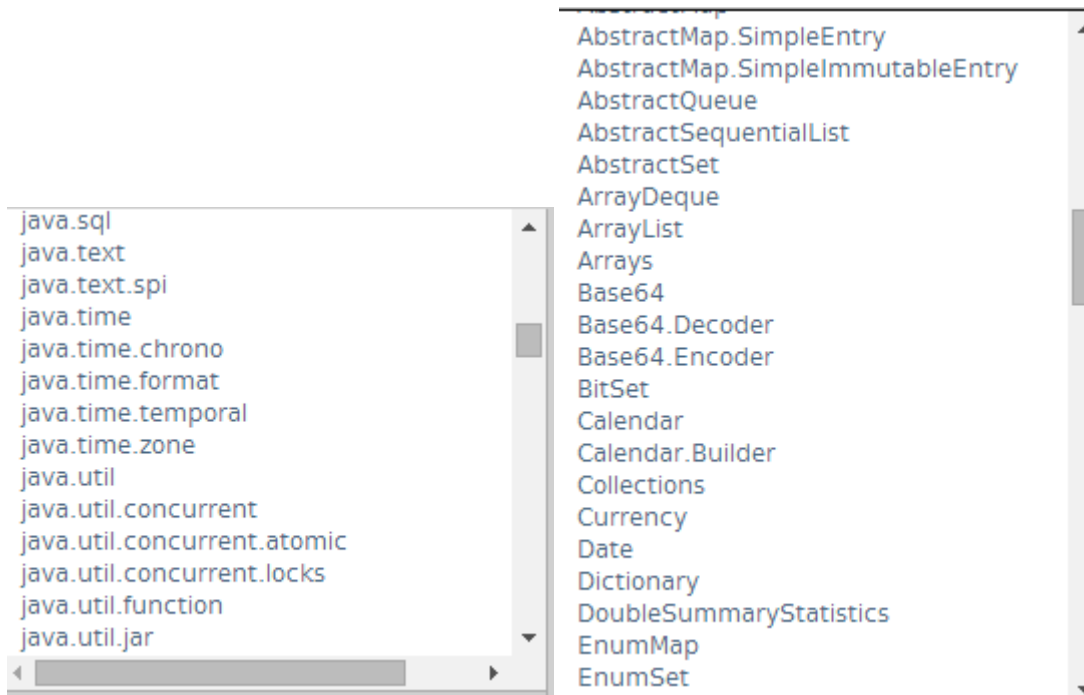 java.sql
java.text
java.text.spi
java.time
java.time.chrono
java.time.format
java.time.temporal
java.time.zone
java.util
java.util.concurrent
java.util.concurrent.atomic
java.util.concurrent.locks
java.util.function
java.util.jar
AbstractMap.SimpleEntry
AbstractMap.SimpleImmutableEntry
AbstractQueue
AbstractSequentialList
AbstractSet
ArrayDeque
ArrayList
Arrays
Base64
Base64.Decoder
Base64.Encoder
BitSet
Calendar
Calendar.Builder
Collections
Currency
Date
Dictionary
DoubleSummaryStatistics
EnumMap
EnumSet